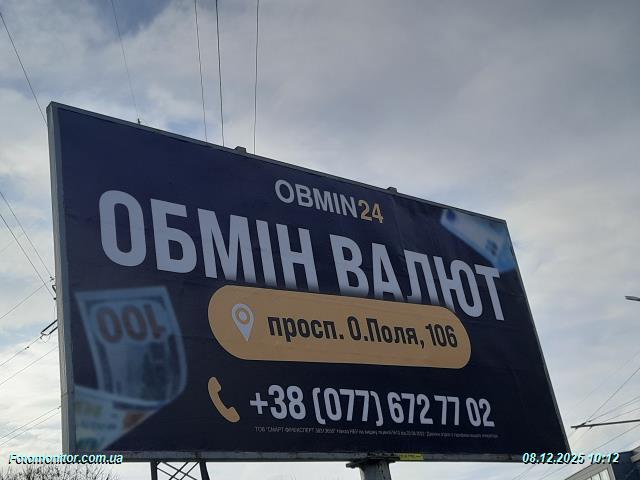 OBMIN24
ОБМІН ВАЛЮТ
100
просп. О.Поля, 106
+38 (077) 672 77 02
Fotomonitor.com.ua
08.12.2025 10:12